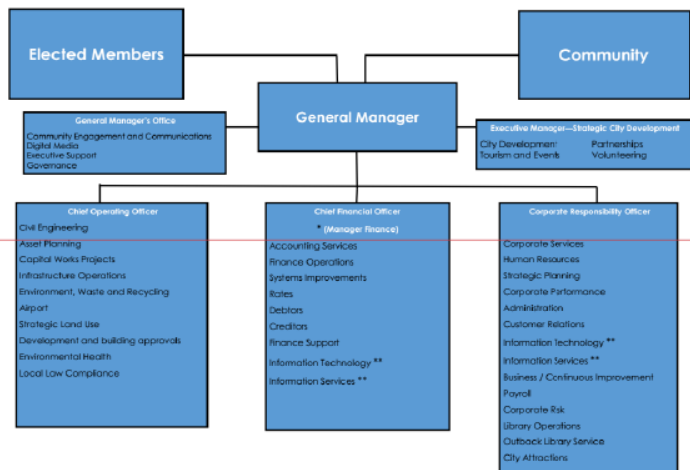 Elected Members
Community
General Manager
General Manager's Office
Community Engagement and Communications
Digital Media
Executive Support
Governance
Executive Manager—Strategic City Development
City Development Partnerships
Tourism and Events Volunteering
Chief Operating Officer
Civil Engineering
Asset Planning
Capital Works Projects
Infrastructure Operations
Environment, Waste and Recycling
Airport
Strategic Land Use
Development and building approvals
Environmental Health
Local Law Compliance
Chief Financial Officer
* (Manager Finance)
Accounting Services
Finance Operations
Systems Improvements
Rates
Debtors
Creditors
Finance Support
Information Technology **
Information Services **
Corporate Responsibility Officer
Corporate Services
Human Resources
Strategic Planning
Corporate Performance
Administration
Customer Relations
Information Technology **
Information Services **
Business / Continuous Improvement
Payroll
Corporate Risk
Library Operations
Outback Library Service
City Attractions